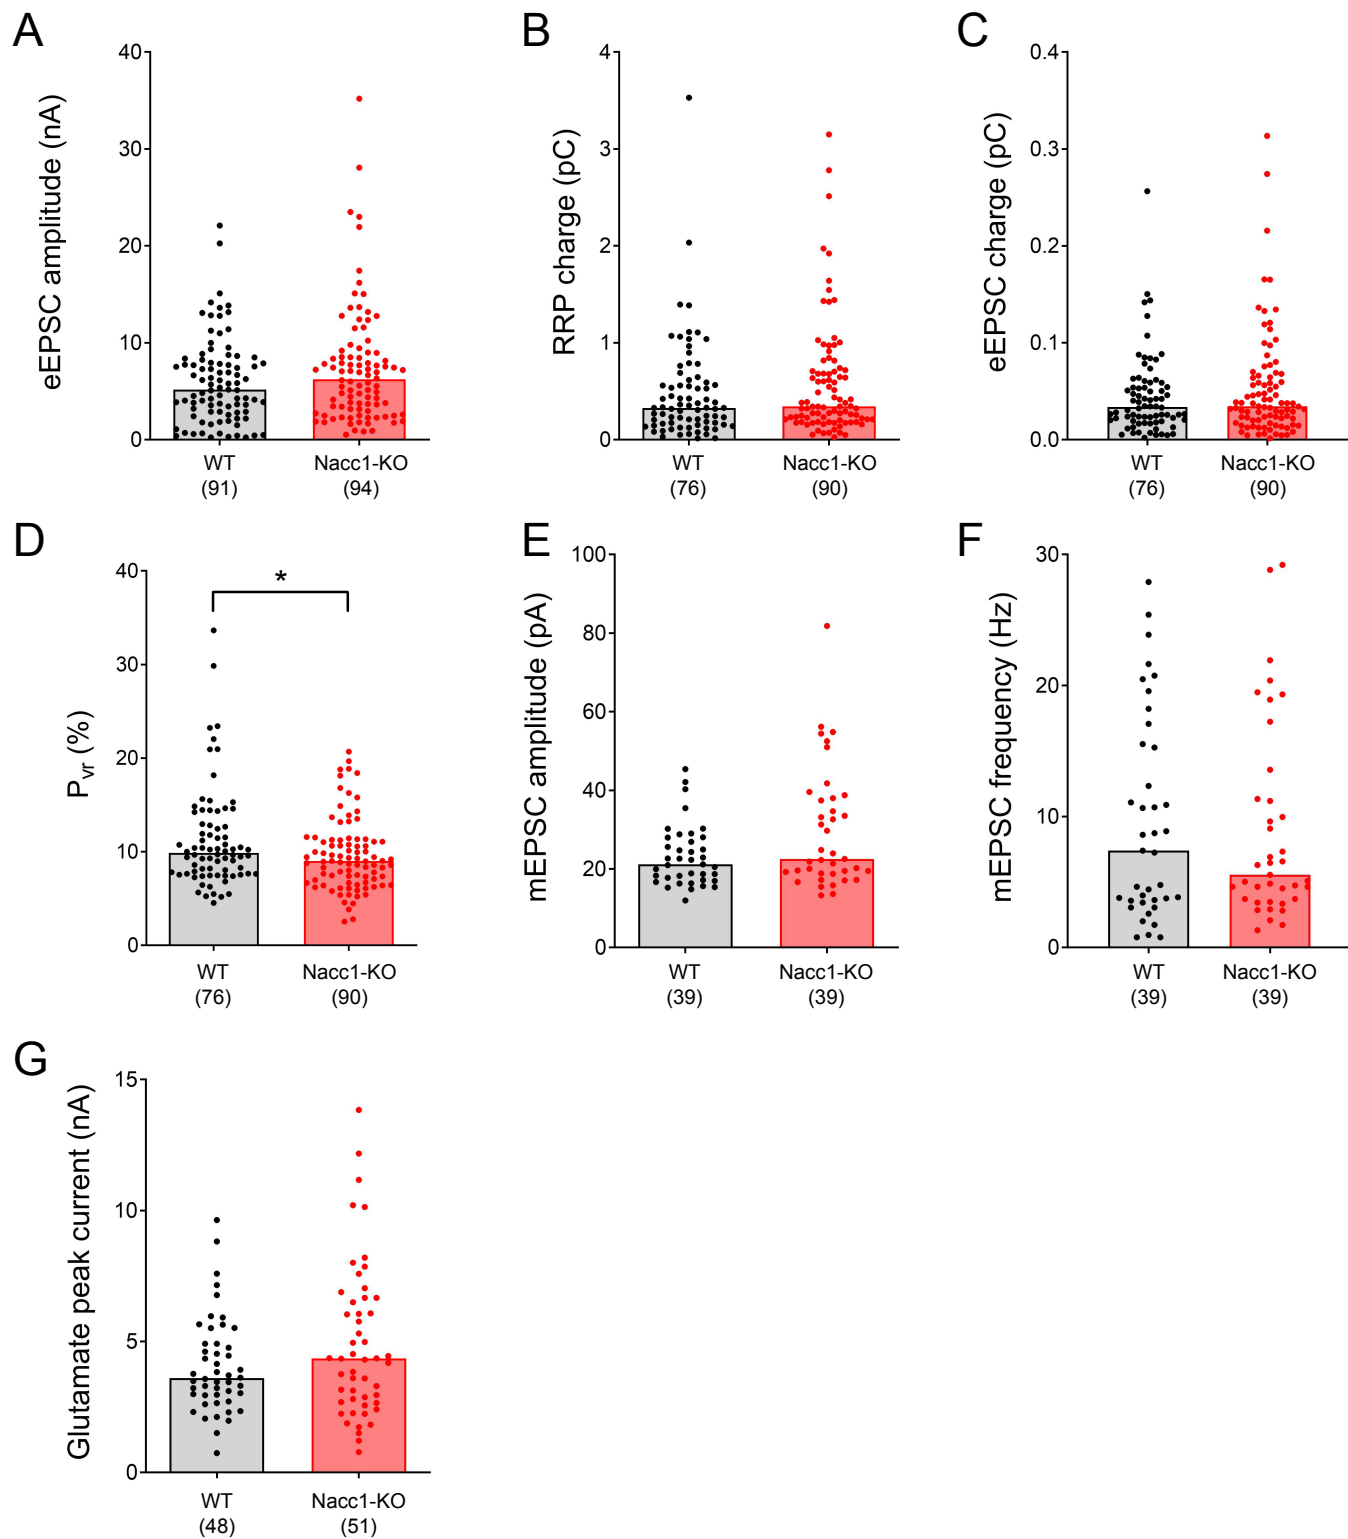 A
eEPSC amplitude (nA)
40
30
20
10
0
WT
(91)
Nacc1-KO
(94)
B
RRP charge (pC)
4
3
2
1
0
WT
(76)
Nacc1-KO
(90)
C
eEPSC charge (pC)
0.4
0.3
0.2
0.1
0.0
WT
(76)
Nacc1-KO
(90)
D
Pvr (%)
40
30
20
10
0
*
WT
(76)
Nacc1-KO
(90)
E
mEPSC amplitude (pA)
100
80
60
40
20
0
WT
(39)
Nacc1-KO
(39)
F
mEPSC frequency (Hz)
30
20
10
0
WT
(39)
Nacc1-KO
(39)
G
Glutamate peak current (nA)
15
10
5
0
WT
(48)
Nacc1-KO
(51)